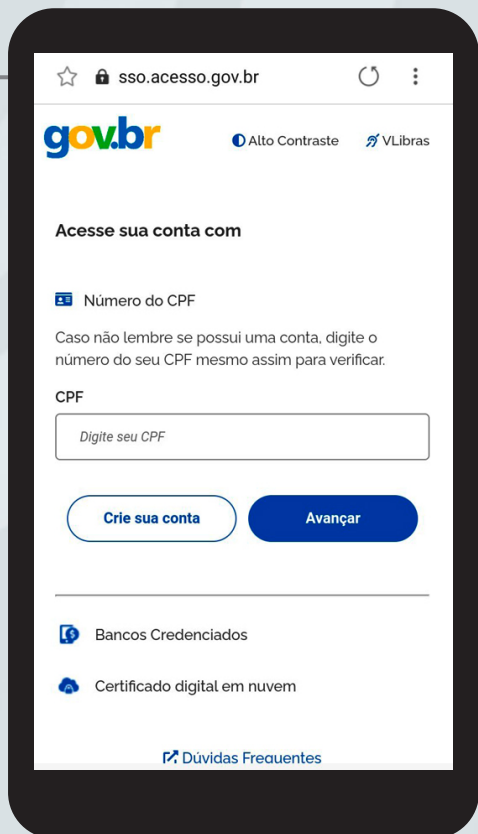 sso.acesso.gov.br
gov.br
Alto Contraste
VLibras
Acesse sua conta com
Número do CPF
Caso não lembre se possui uma conta, digite o
número do seu CPF mesmo assim para verificar.
CPF
Digite seu CPF
Crie sua conta
Avançar
Bancos Credenciados
Certificado digital em nuvem
Dúvidas Frequentes